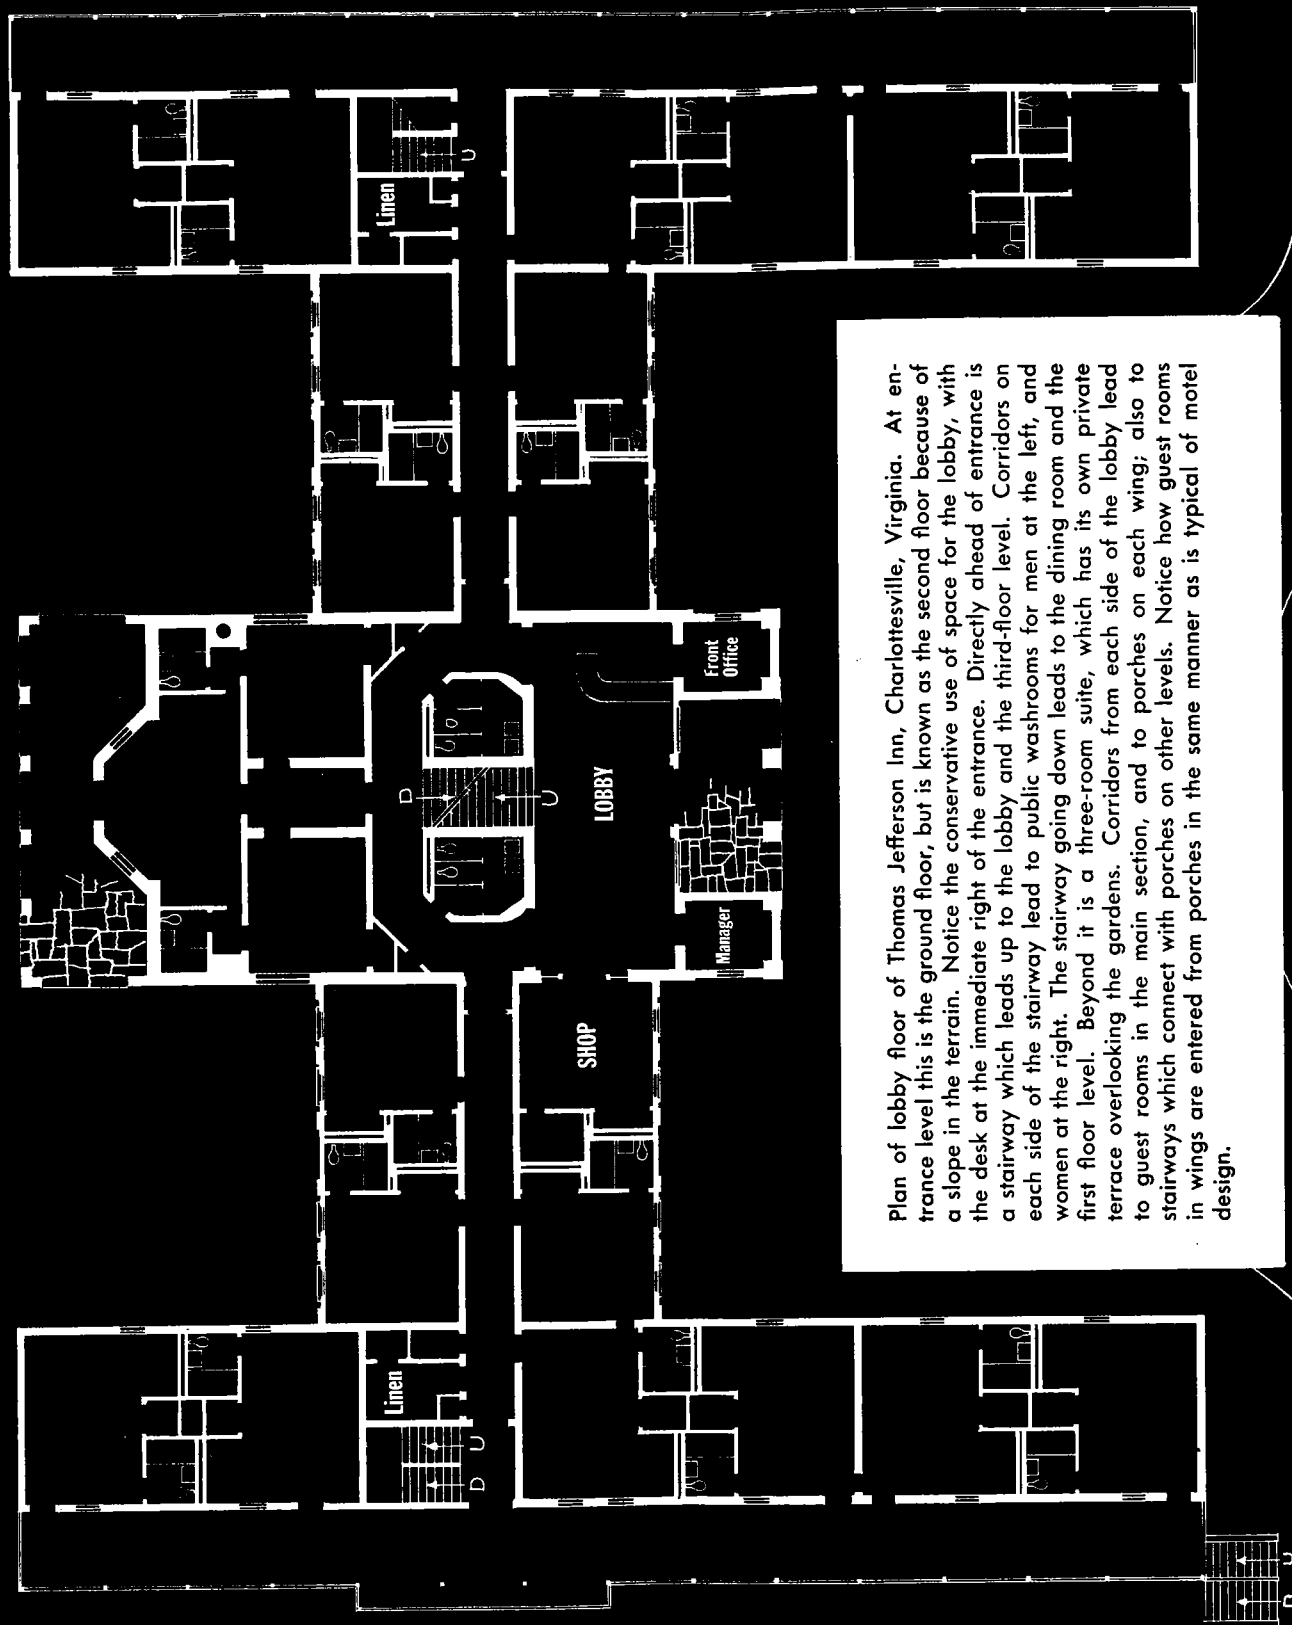 Linen
Linen
U
U
D
D
U
LOBBY
Front
Office
Manager
SHOP
U
D
Plan of lobby floor of Thomas Jefferson Inn, Charlottesville, Virginia. At en-
trance level this is the ground floor, but is known as the second floor because of
a slope in the terrain. Notice the conservative use of space for the lobby, with
the desk at the immediate right of the entrance. Directly ahead of entrance is
a stairway which leads up to the lobby and the third-floor level. Corridors on
each side of the stairway lead to public washrooms for men at the left, and
women at the right. The stairway going down leads to the dining room and the
first floor level. Beyond it is a three-room suite, which has its own private
terrace overlooking the gardens. Corridors from each side of the lobby lead
to guest rooms in the main section, and to porches on each wing; also to
stairways which connect with porches on other levels. Notice how guest rooms
in wings are entered from porches in the same manner as is typical of motel
design.